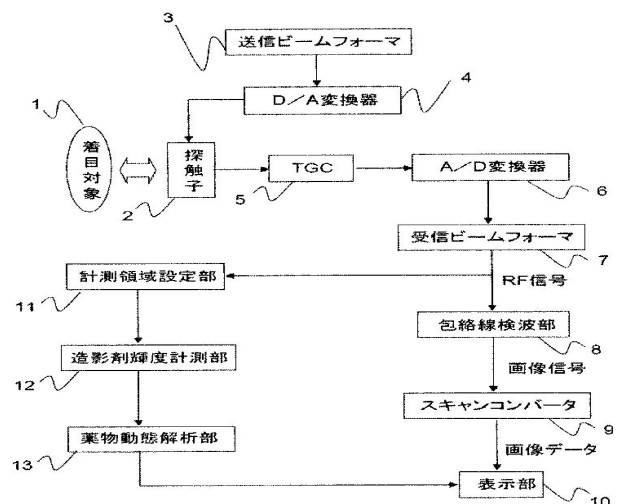 3
送信ビームフォーマ
4
D／A変換器
1
着目対象
探触子
2
TGC
5
A／D変換器
6
受信ビームフォーマ
7
RF信号
計測領域設定部
11
包絡線検波部
8
画像信号
造影剤輝度計測部
12
スキャンコンバータ
9
画像データ
薬物動態解析部
13
表示部
10